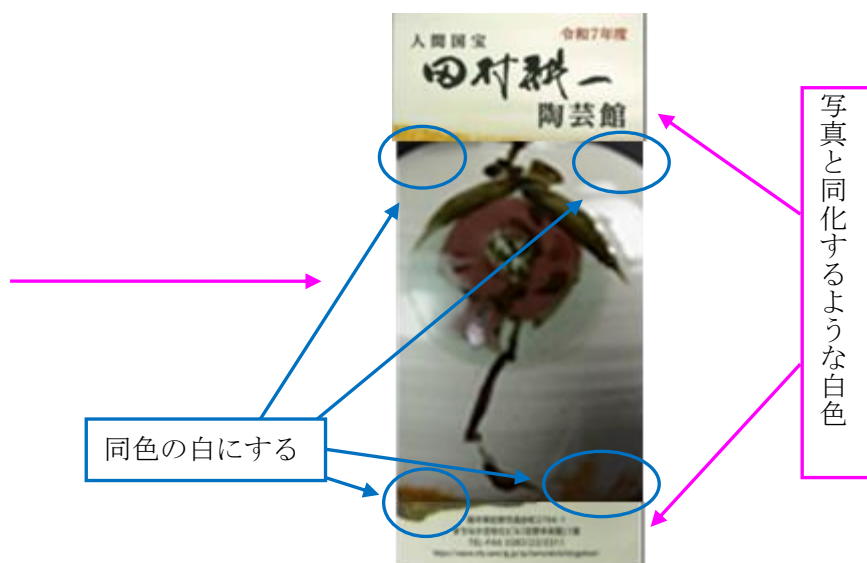 令和7年度
人間国宝
田村耕一
陶芸館
写真と同化するような白色
同色の白にする